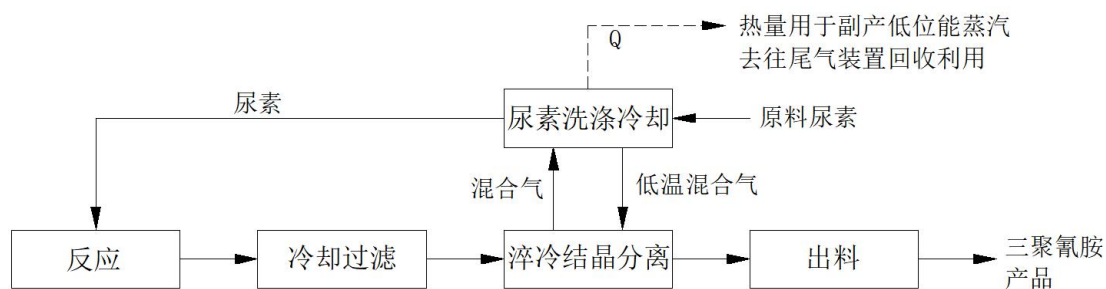 热量用于副产低位能蒸汽
Q
去往尾气装置回收利用
尿素
尿素洗涤冷却
原料尿素
混合气
低温混合气
反应
冷却过滤
淬冷结晶分离
出料
三聚氰胺
产品